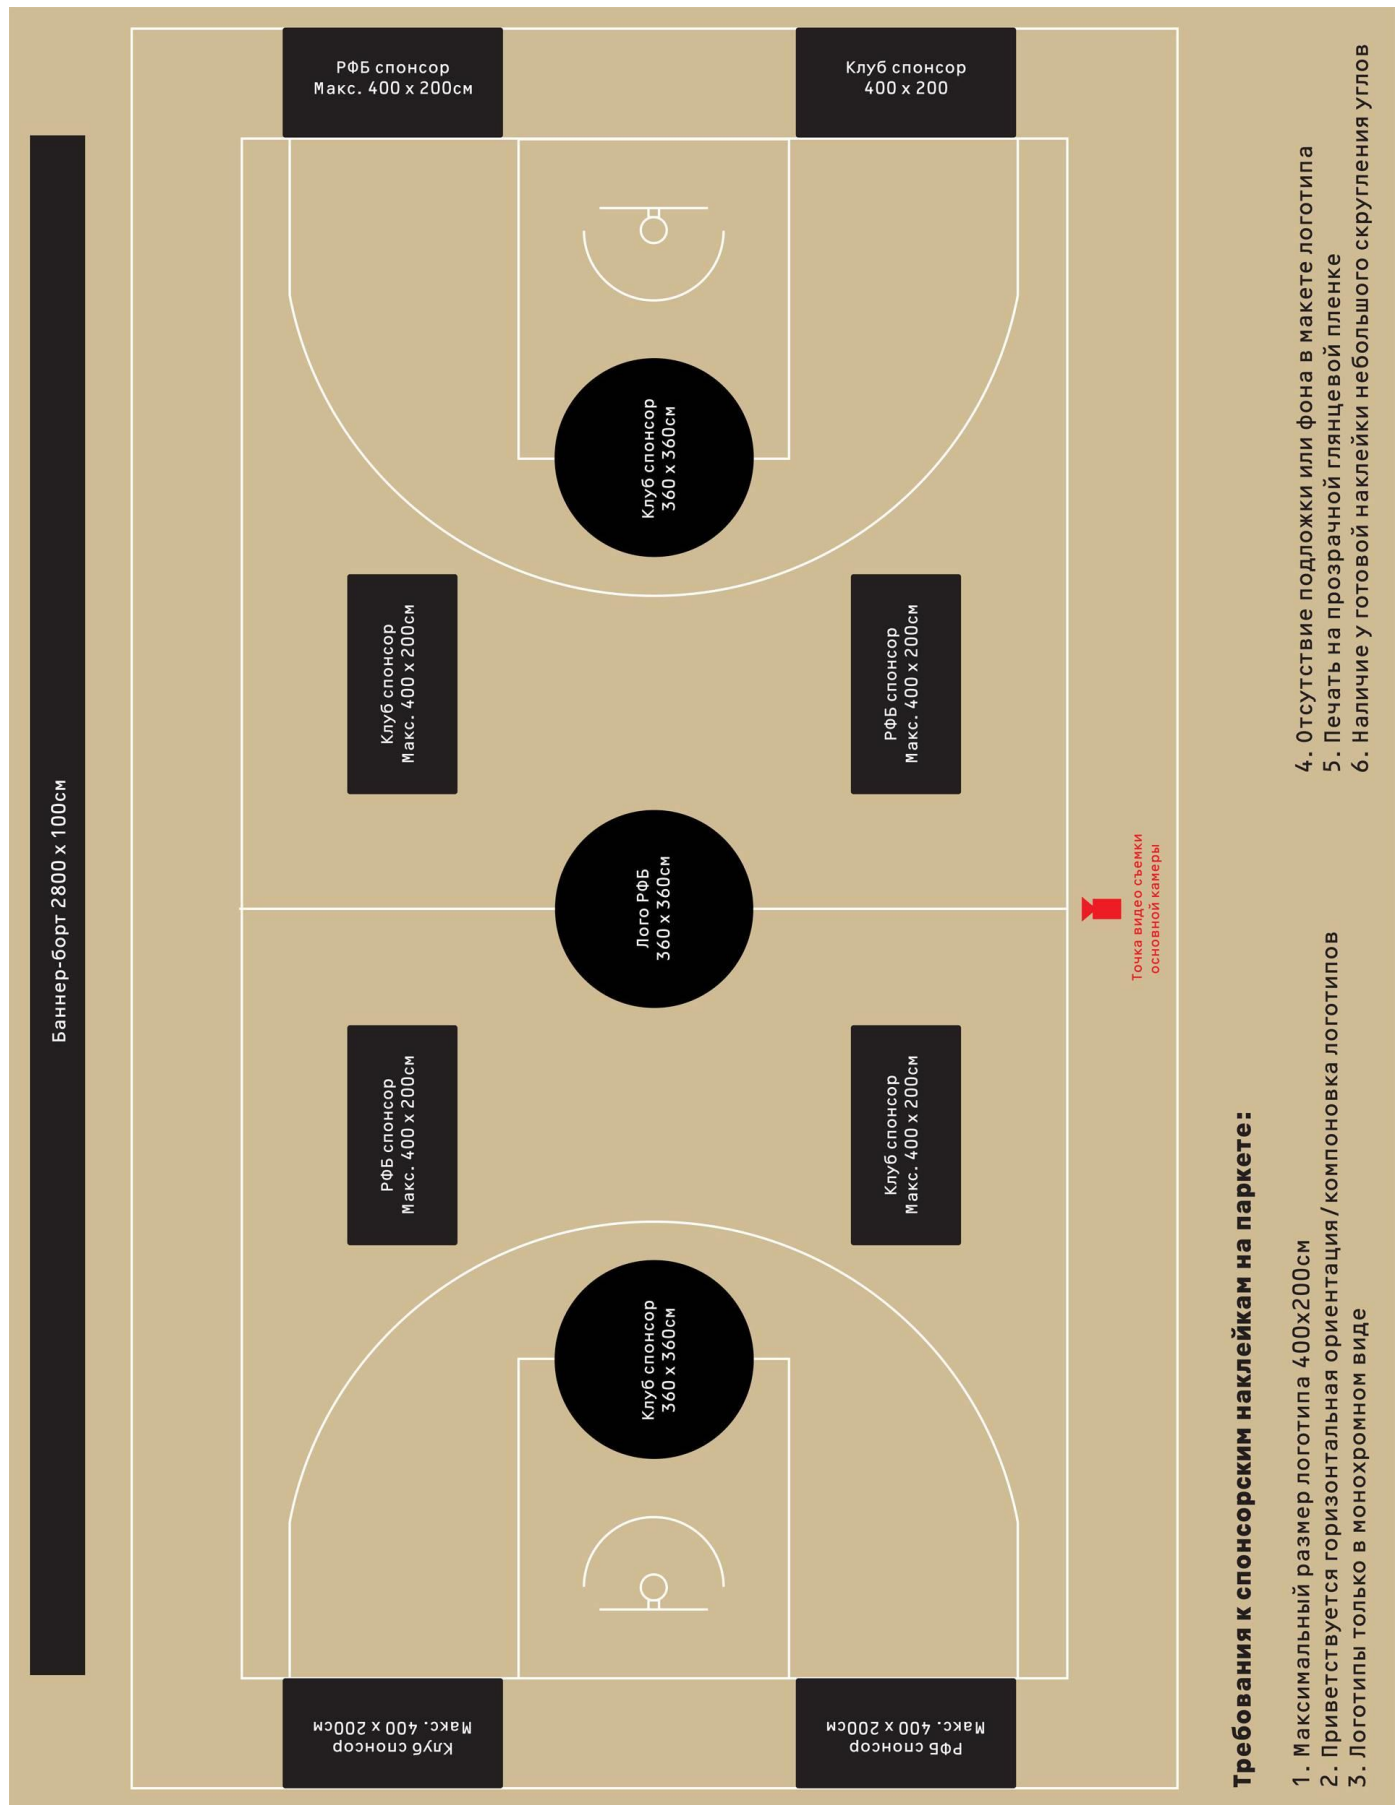 Баннер-борт 2800 x 100см
РФБ спонсор
Макс. 400 x 200см
Клуб спонсор
400 x 200
Клуб спонсор
360 x 360см
Клуб спонсор
Макс. 400 x 200см
РФБ спонсор
Макс. 400 x 200см
Лого РФБ
360 x 360см
РФБ спонсор
Макс. 400 x 200см
Клуб спонсор
Макс. 400 x 200см
Клуб спонсор
360 x 360см
Клуб спонсор
Макс. 400 x 200см
РФБ спонсор
Макс. 400 x 200см
Точка видео съемки
основной камеры
Требования к спонсорским наклейкам на паркете:
1. Максимальный размер логотипа 400x200см
2. Приветствуется горизонтальная ориентация/компоновка логотипов
3. Логотипы только в монохромном виде
4. Отсутствие подложки или фона в макете логотипа
5. Печать на прозрачной глянцевой пленке
6. Наличие у готовой наклейки небольшого скругления углов